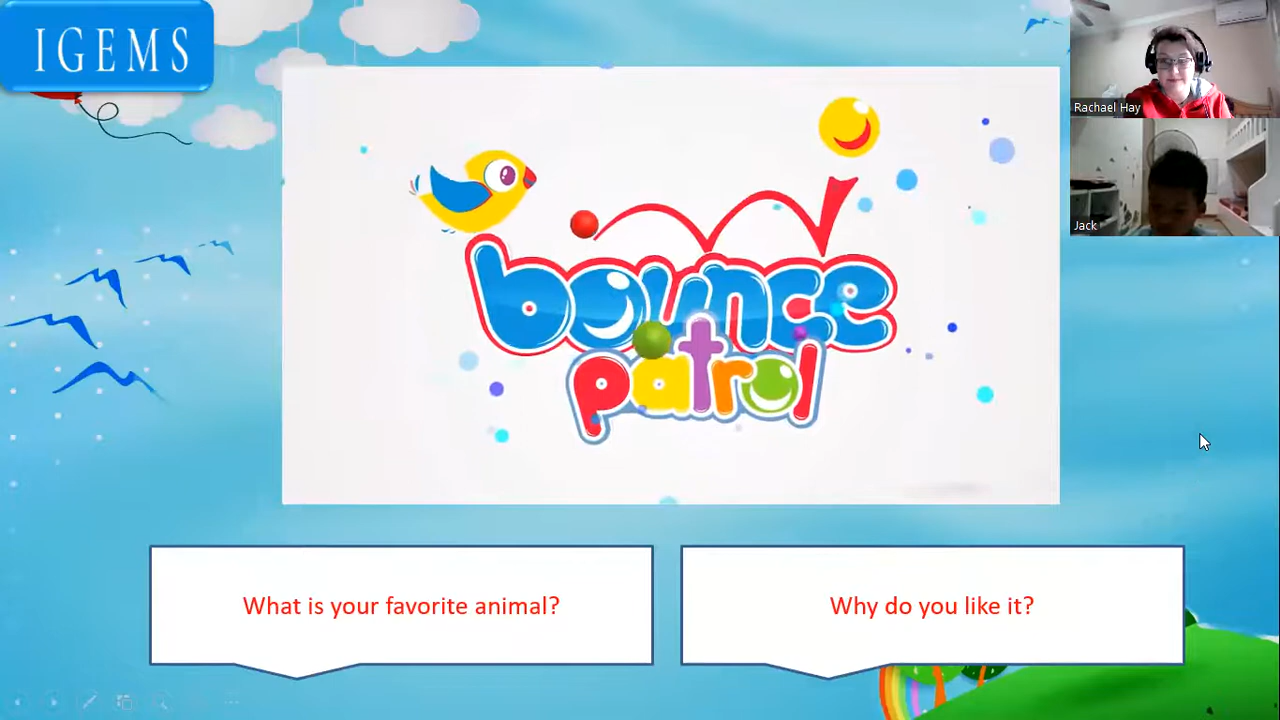 IGEMS
Rachael Hay
Jack
bounce
patrol
What is your favorite animal?
Why do you like it?